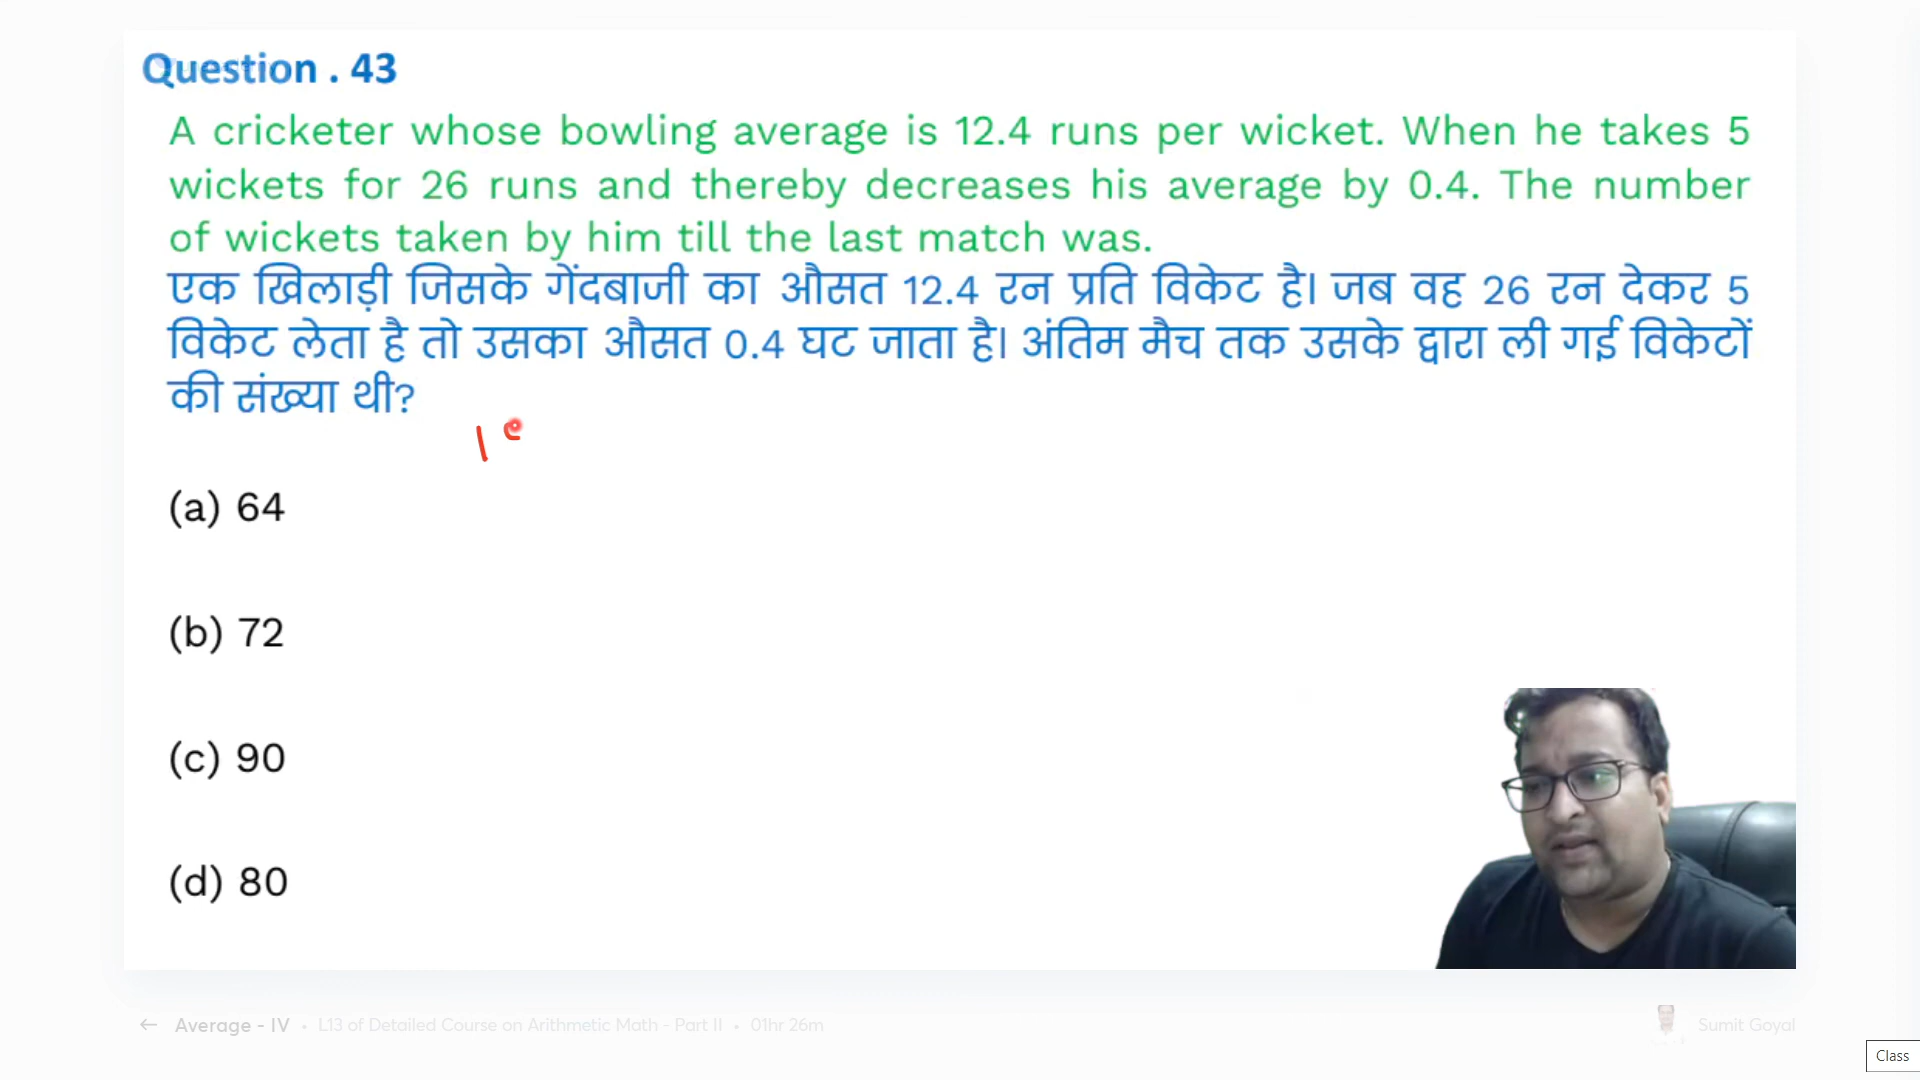 Question . 43
A cricketer whose bowling average is 12.4 runs per wicket. When he takes 5
wickets for 26 runs and thereby decreases his average by 0.4. The number
of wickets taken by him till the last match was.
एक खिलाड़ी जिसके गेंदबाजी का औसत 12.4 रन प्रति विकेट है। जब वह 26 रन देकर 5
विकेट लेता है तो उसका औसत 0.4 घट जाता है। अंतिम मैच तक उसके द्वारा ली गई विकेटों
की संख्या थी?
(a) 64
(b) 72
(c) 90
(d) 80
← Average - IV • L13 of Detailed Course on Arithmetic Math - Part II • 01hr 26m
Sumit Goyal
Class